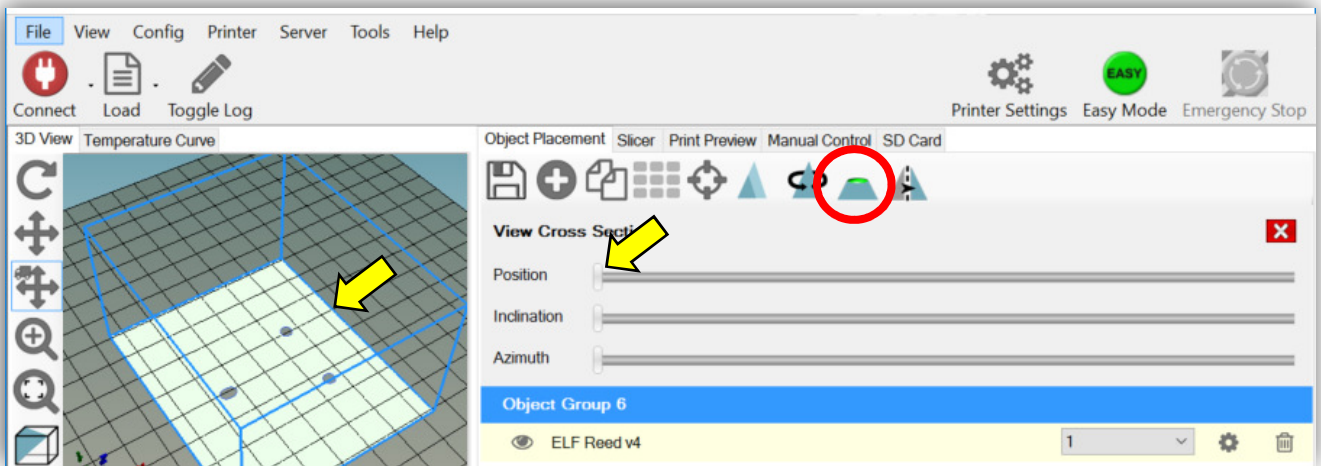 File View Config Printer Server Tools Help
EASY
Connect Load Toggle Log Printer Settings Easy Mode Emergency Stop
3D View Temperature Curve Object Placement Slicer Print Preview Manual Control SD Card
View Cross Secti
Position
Inclination
Azimuth
Object Group 6
ELF Reed v4 1